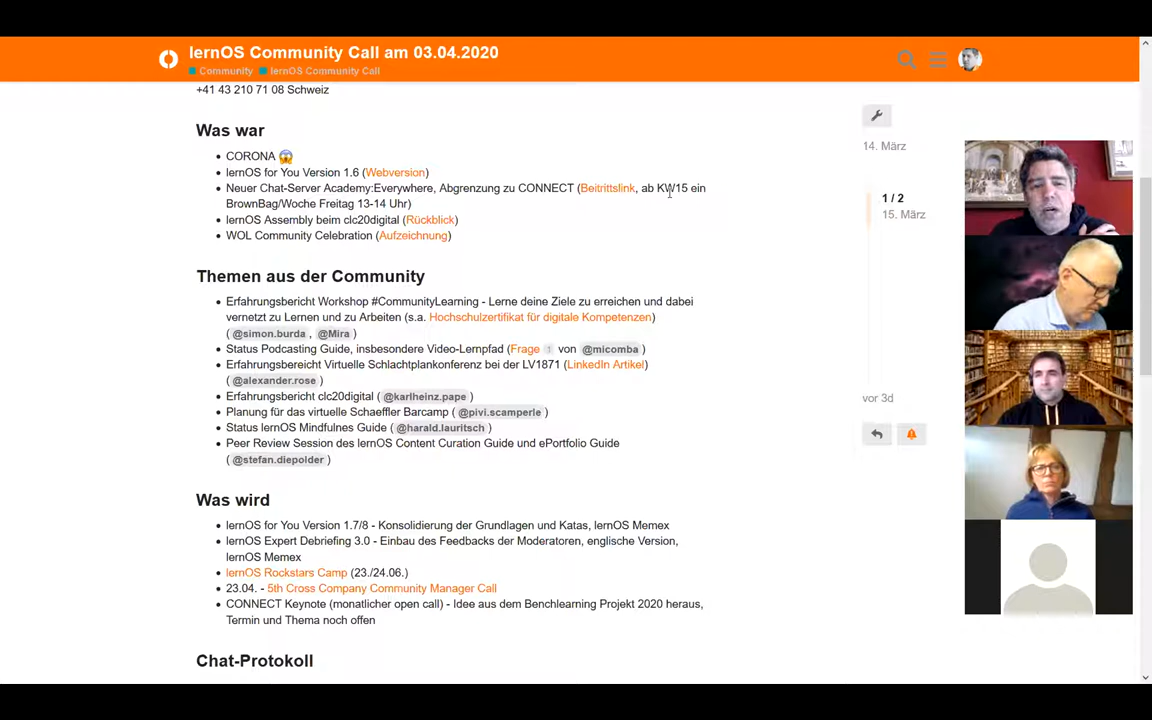 lernOS Community Call am 03.04.2020
Community lernOS Community Call
+41 43 210 71 08 Schweiz
Was war
CORONA 😱
lernOS for You Version 1.6 (Webversion)
Neuer Chat-Server Academy:Everywhere, Abgrenzung zu CONNECT (Beitrittslink, ab KW15 ein
BrownBag/Woche Freitag 13-14 Uhr)
lernOS Assembly beim clc20digital (Rückblick)
WOL Community Celebration (Aufzeichnung)
Themen aus der Community
Erfahrungsbericht Workshop #CommunityLearning - Lerne deine Ziele zu erreichen und dabei
vernetzt zu Lernen und zu Arbeiten (s.a. Hochschulzertifikat für digitale Kompetenzen)
( @simon.burda , @Mira )
Status Podcasting Guide, insbesondere Video-Lernpfad (Frage 1 von @micomba )
Erfahrungsbereicht Virtuelle Schlachtplankonferenz bei der LV1871 (LinkedIn Artikel)
( @alexander.rose )
Erfahrungsbericht clc20digital ( @karlheinz.pape )
Planung für das virtuelle Schaeffler Barcamp ( @pivi.scamperle )
Status lernOS Mindfulnes Guide ( @harald.lauritsch )
Peer Review Session des lernOS Content Curation Guide und ePortfolio Guide
( @stefan.diepolder )
Was wird
lernOS for You Version 1.7/8 - Konsolidierung der Grundlagen und Katas, lernOS Memex
lernOS Expert Debriefing 3.0 - Einbau des Feedbacks der Moderatoren, englische Version,
lernOS Memex
lernOS Rockstars Camp (23./24.06.)
23.04. - 5th Cross Company Community Manager Call
CONNECT Keynote (monatlicher open call) - Idee aus dem Benchlearning Projekt 2020 heraus,
Termin und Thema noch offen
Chat-Protokoll
14. März
1 / 2
15. März
vor 3d